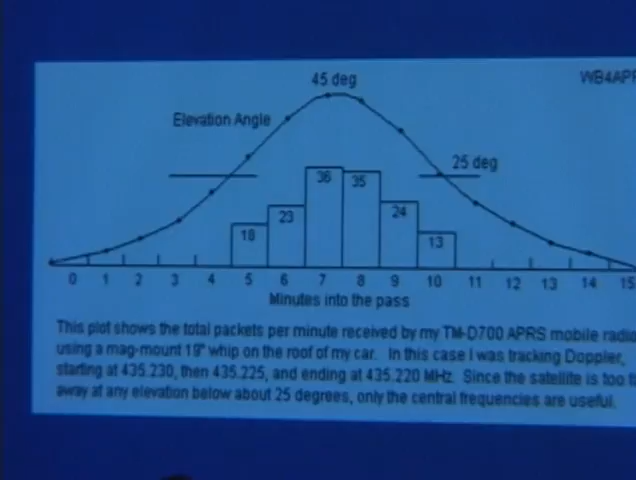 45 deg
WB4APR
Elevation Angle
25 deg
36
35
23
24
18
13
0 1 2 3 4 5 6 7 8 9 10 11 12 13 14 15
Minutes into the pass
This plot shows the total packets per minute received by my TM-D700 APRS mobile radio
using a mag-mount 19" whip on the roof of my car. In this case I was tracking Doppler,
starting at 435.230, then 435.225, and ending at 435.220 MHz. Since the satellite is too
away at any elevation below about 25 degrees, only the central frequencies are useful.